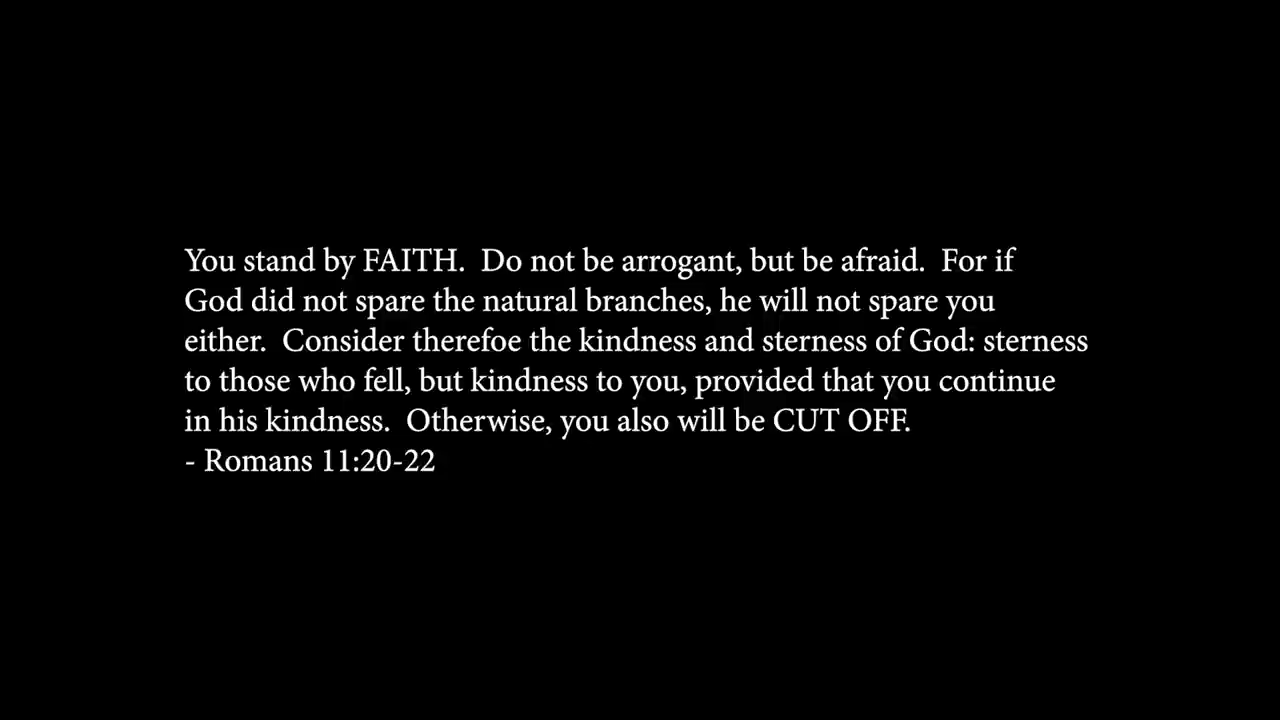 You stand by FAITH.  Do not be arrogant, but be afraid.  For if
God did not spare the natural branches, he will not spare you
either.  Consider therefoe the kindness and sterness of God: sterness
to those who fell, but kindness to you, provided that you continue
in his kindness.  Otherwise, you also will be CUT OFF.
- Romans 11:20-22